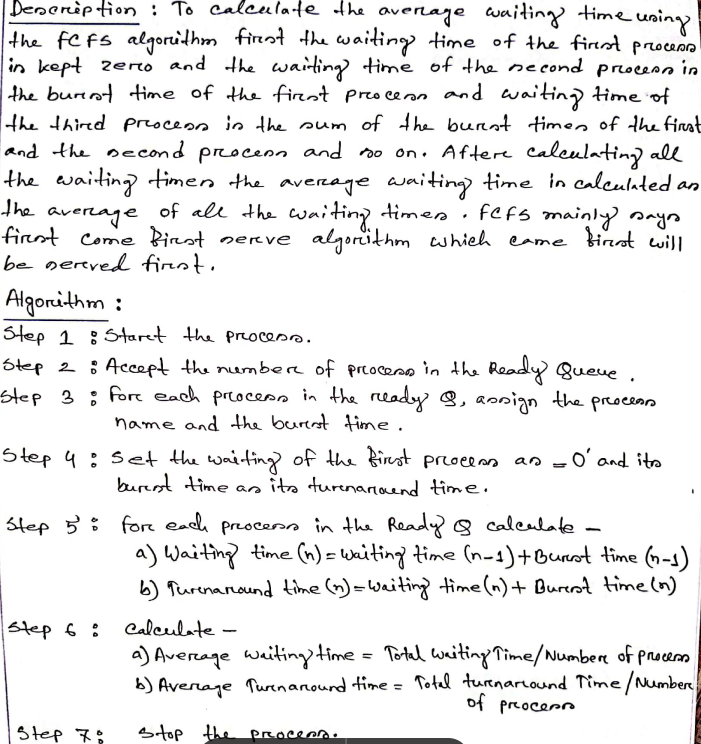 Description : To calculate the average waiting time using
the FCFS algorithm first the waiting time of the first process
is kept zero and the waiting time of the second process is
the burst time of the first process and waiting time of
the third process is the sum of the burst times of the first
and the second process and so on. After calculating all
the waiting times the average waiting time is calculated as
the average of all the waiting times. FCFS mainly says
first come first serve algorithm which came first will
be served first.
Algorithm :
Step 1 : Start the process.
Step 2 : Accept the number of process in the Ready Queue.
Step 3 : For each process in the ready Q, assign the process
name and the burst time.
Step 4 : Set the waiting of the first process as = 0' and its
burst time as its turnaround time.
Step 5 : for each process in the Ready Q calculate –
a) Waiting time (n) = waiting time (n-1) + Burst time (n-1)
b) Turnaround time (n) = Waiting time (n) + Burst time (n)
Step 6 : Calculate –
a) Average waiting time = Total waiting Time/Number of process
b) Average Turnaround time = Total turnaround Time/Number
of process
Step 7 : Stop the process.